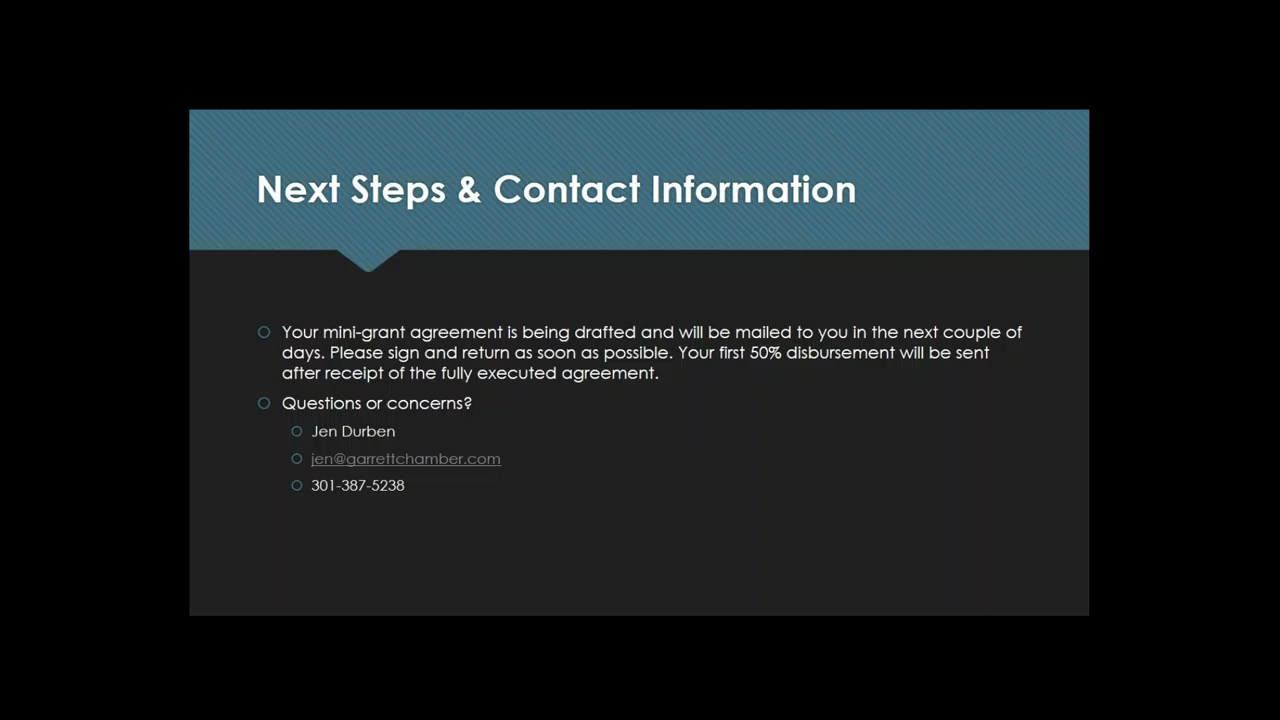 Next Steps & Contact Information
Your mini-grant agreement is being drafted and will be mailed to you in the next couple of
days. Please sign and return as soon as possible. Your first 50% disbursement will be sent
after receipt of the fully executed agreement.
Questions or concerns?
Jen Durben
jen@garrettchamber.com
301-387-5238